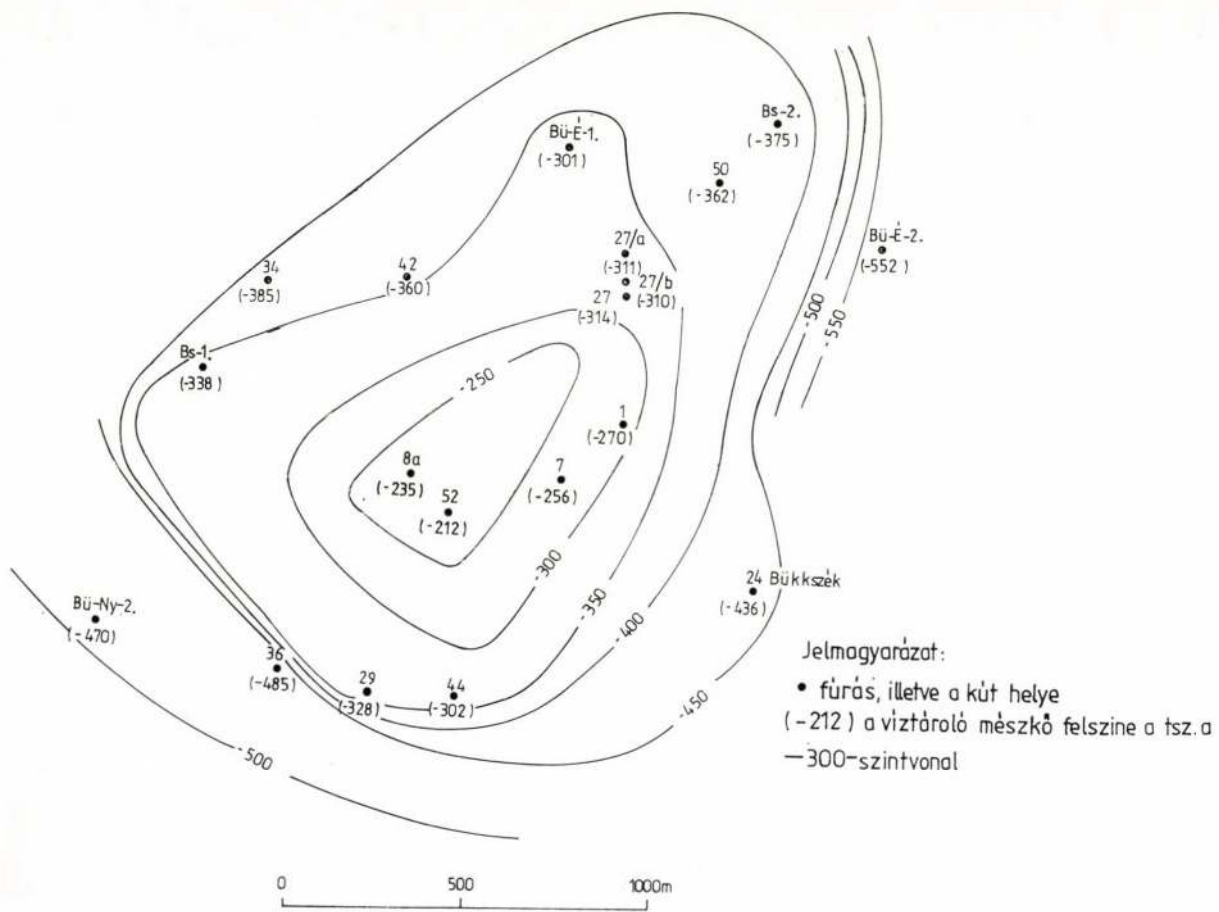 Bü-É-1.
(-301)
Bs-2.
(-375)
50
(-362)
Bü-É-2.
(-552)
27/a
(-311)
27/b
(-310)
27
(-314)
34
(-385)
42
(-360)
Bs-1.
(-338)
-500
-550
-250
1
(-270)
8a
(-235)
7
(-256)
52
(-212)
-300
-350
-400
-450
24 Bükkszék
(-436)
Bü-Ny-2.
(-470)
36
(-485)
29
(-328)
44
(-302)
-500
Jelmagyarázat:
• fúrás, illetve a kút helye
(-212) a víztároló mészkő felszine a tsz.a
—300-szintvonal
0 500 1000m